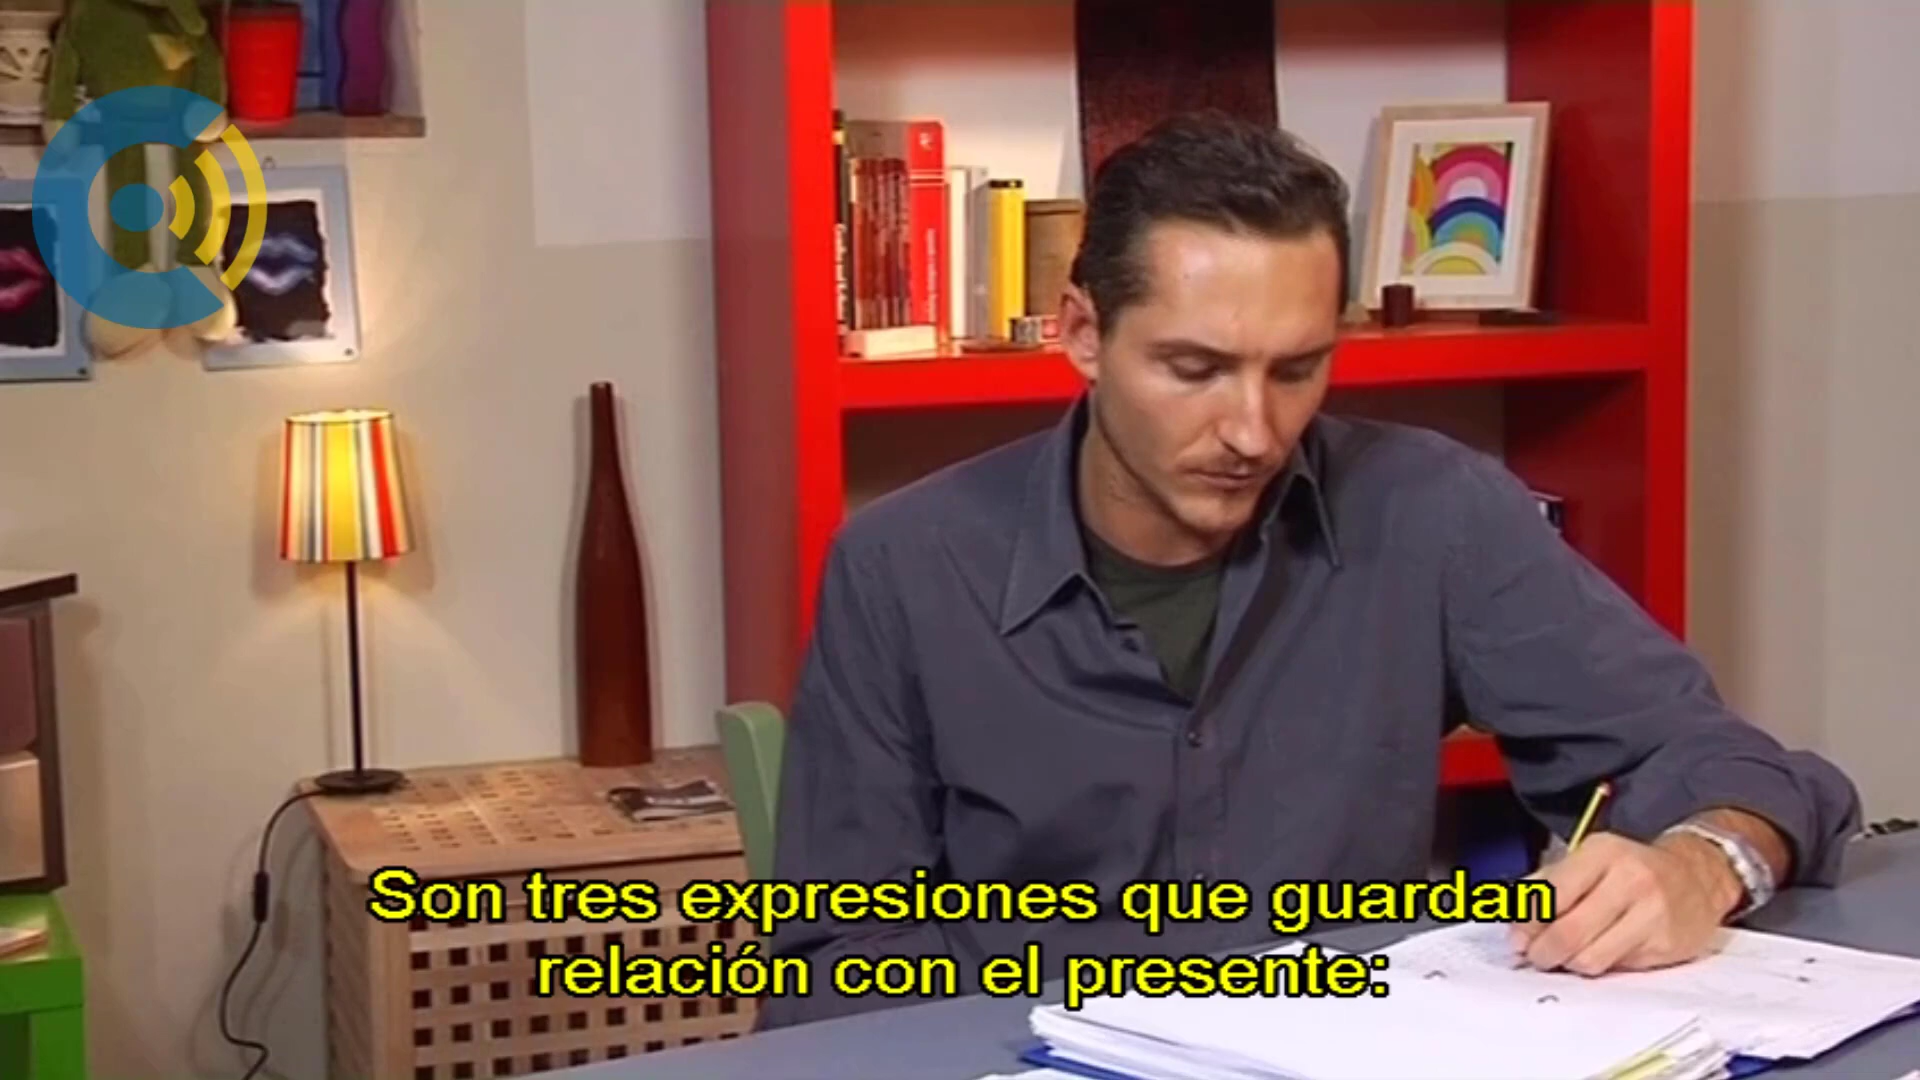 Son tres expresiones que guardan
relación con el presente: